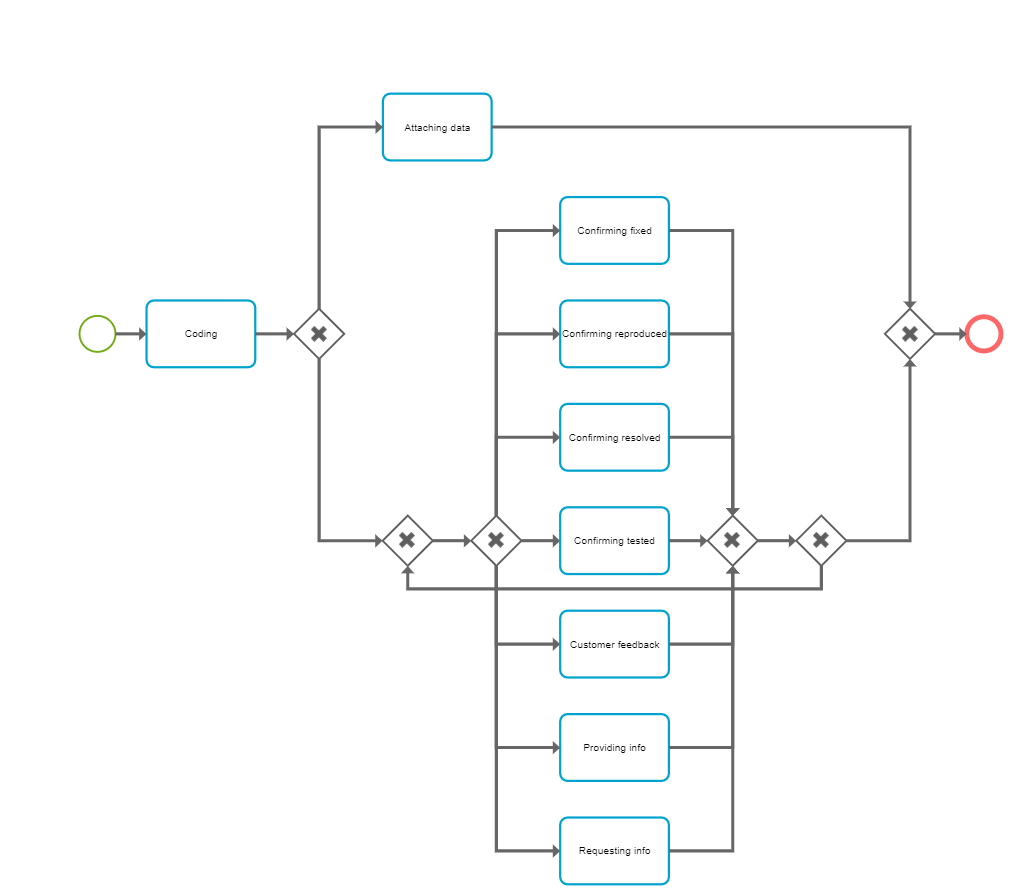 Attaching data
Confirming fixed
Coding
Confirming reproduced
Confirming resolved
Confirming tested
Customer feedback
Providing info
Requesting info